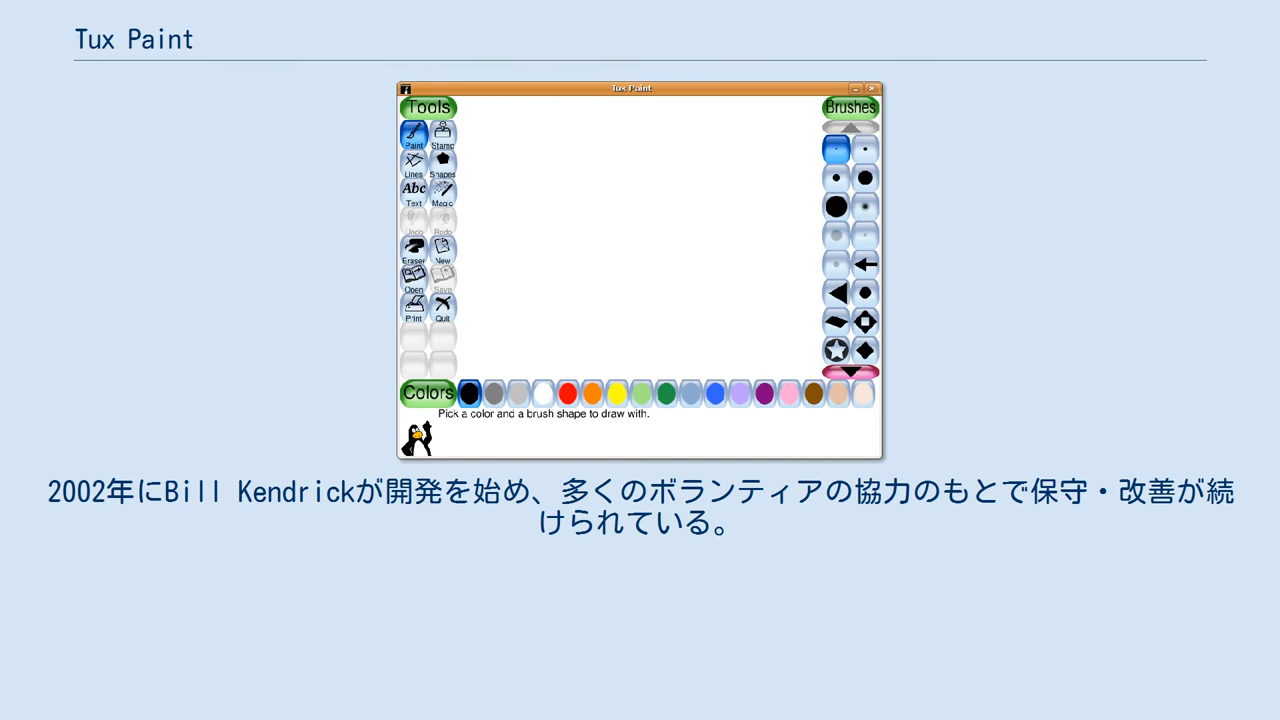 Tux Paint
Tux Paint
Tools
Brushes
Paint Stamp
Lines Shapes
Abc
Text Magic
Undo Redo
Eraser New
Open Save
Print Quit
Colors
Pick a color and a brush shape to draw with.
2002年にBill Kendrickが開発を始め、多くのボランティアの協力のもとで保守・改善が続
けられている。